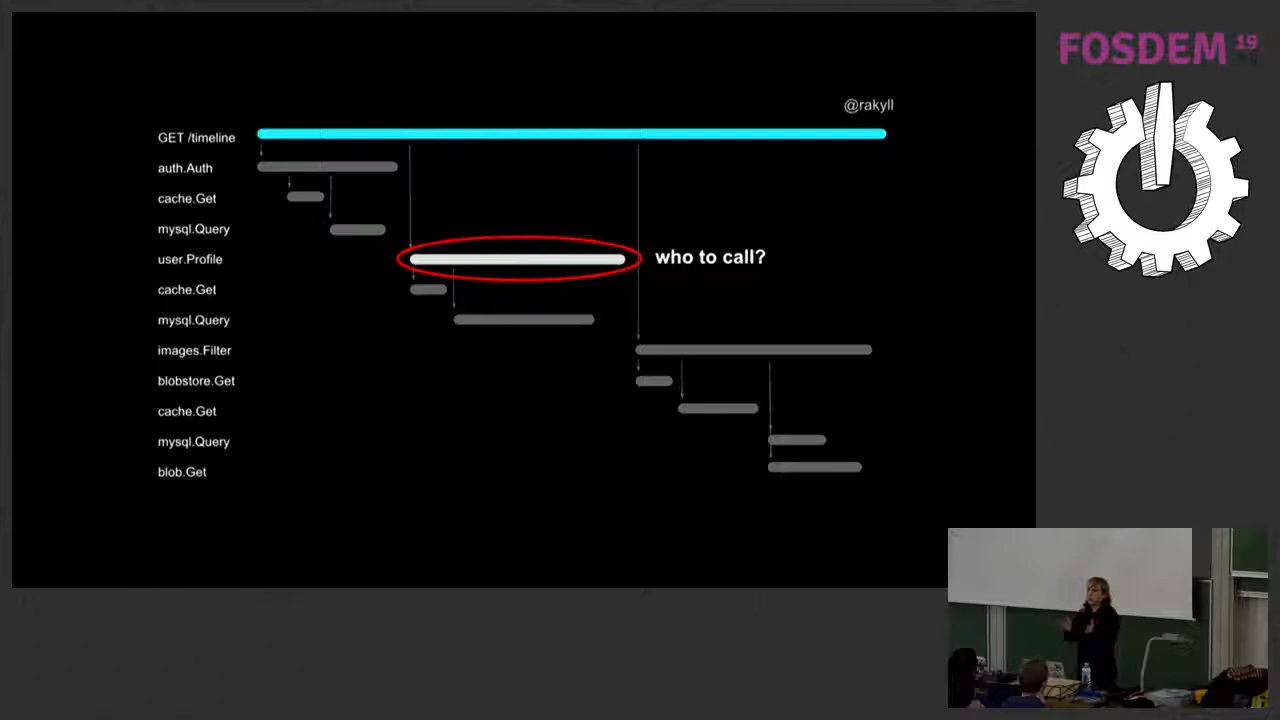 FOSDEM 19
@rakyll
GET /timeline
auth.Auth
cache.Get
mysql.Query
user.Profile
who to call?
cache.Get
mysql.Query
images.Filter
blobstore.Get
cache.Get
mysql.Query
blob.Get